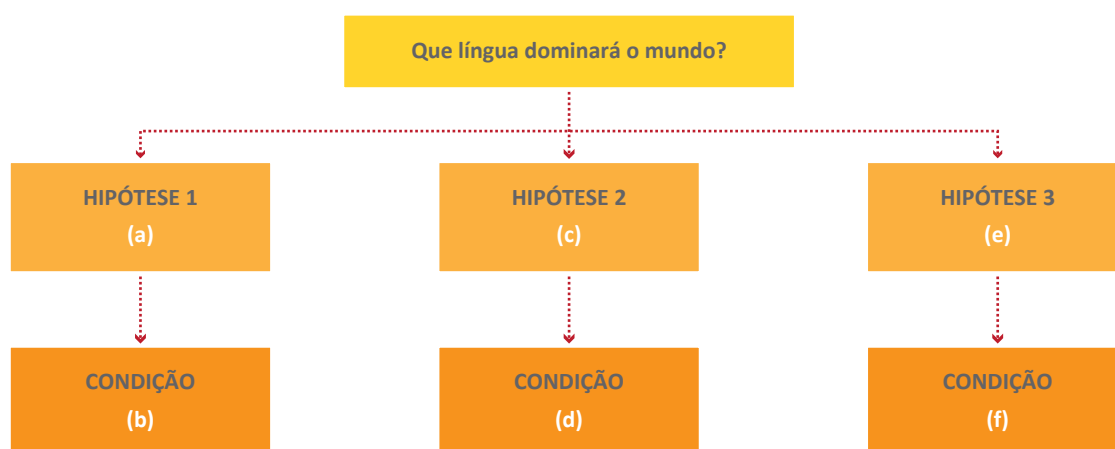 Que língua dominará o mundo?
HIPÓTESE 1
(a)
HIPÓTESE 2
(c)
HIPÓTESE 3
(e)
CONDIÇÃO
(b)
CONDIÇÃO
(d)
CONDIÇÃO
(f)